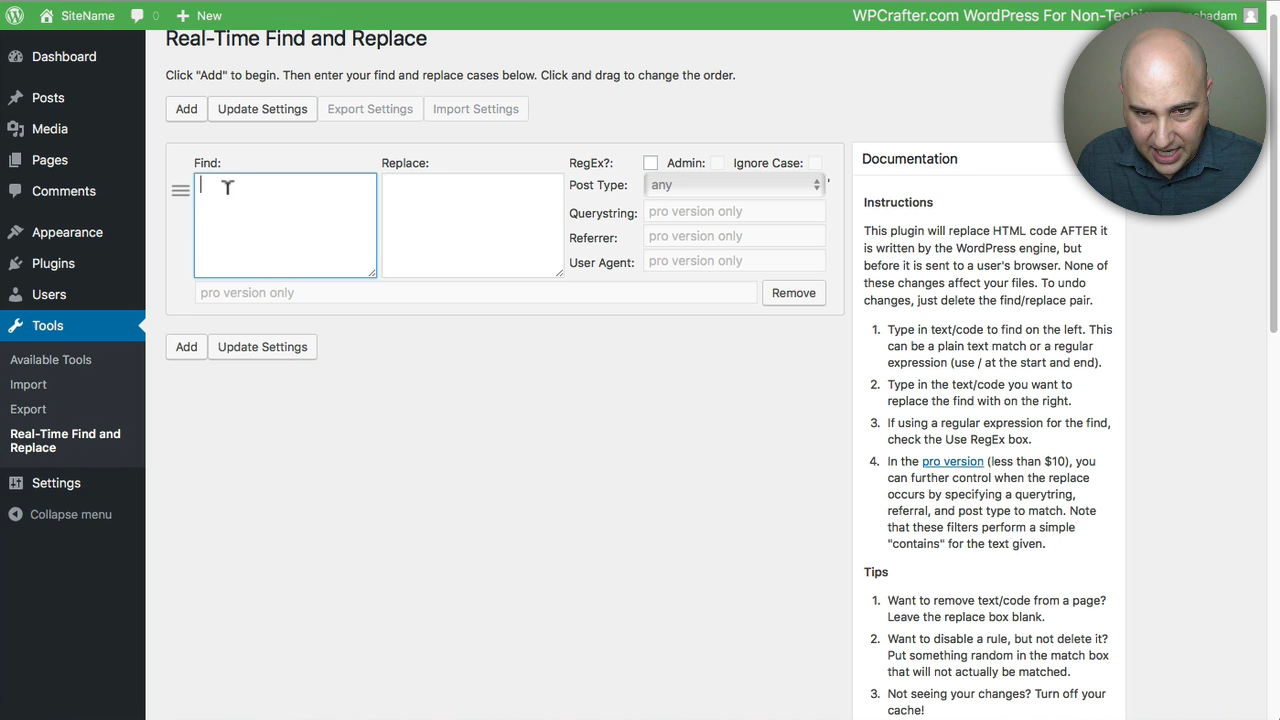 SiteName
0
New
WPCrafter.com WordPress For Non-Techi
adam
Dashboard
Posts
Media
Pages
Comments
Appearance
Plugins
Users
Tools
Available Tools
Import
Export
Real-Time Find and
Replace
Settings
Collapse menu
Real-Time Find and Replace
Click "Add" to begin. Then enter your find and replace cases below. Click and drag to change the order.
Add
Update Settings
Export Settings
Import Settings
Find:
Replace:
RegEx?:
Admin:
Ignore Case:
Post Type:
any
'
Querystring:
pro version only
Referrer:
pro version only
User Agent:
pro version only
pro version only
Remove
Add
Update Settings
Documentation
Instructions
This plugin will replace HTML code AFTER it
is written by the WordPress engine, but
before it is sent to a user's browser. None of
these changes affect your files. To undo
changes, just delete the find/replace pair.
1. Type in text/code to find on the left. This
can be a plain text match or a regular
expression (use / at the start and end).
2. Type in the text/code you want to
replace the find with on the right.
3. If using a regular expression for the find,
check the Use RegEx box.
4. In the pro version (less than $10), you
can further control when the replace
occurs by specifying a querytring,
referral, and post type to match. Note
that these filters perform a simple
"contains" for the text given.
Tips
1. Want to remove text/code from a page?
Leave the replace box blank.
2. Want to disable a rule, but not delete it?
Put something random in the match box
that will not actually be matched.
3. Not seeing your changes? Turn off your
cache!